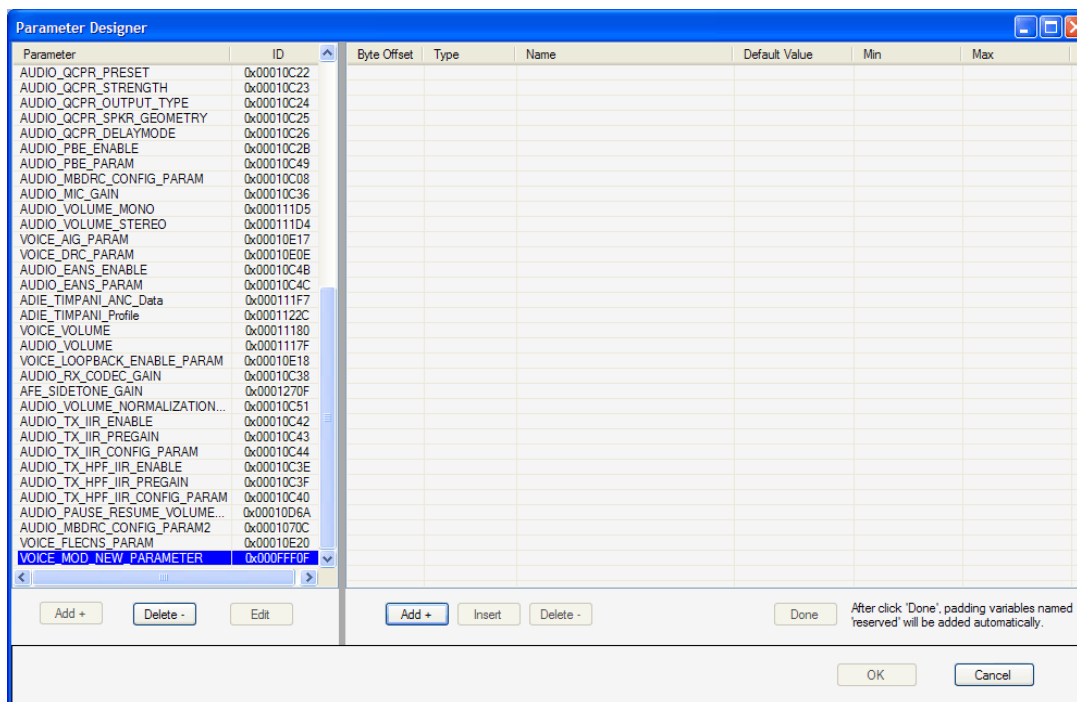 Parameter Designer
Parameter ID
AUDIO_QCPR_PRESET 0x00010C22
AUDIO_QCPR_STRENGTH 0x00010C23
AUDIO_QCPR_OUTPUT_TYPE 0x00010C24
AUDIO_QCPR_SPKR_GEOMETRY 0x00010C25
AUDIO_QCPR_DELAYMODE 0x00010C26
AUDIO_PBE_ENABLE 0x00010C2B
AUDIO_PBE_PARAM 0x00010C49
AUDIO_MBDRC_CONFIG_PARAM 0x00010C08
AUDIO_MIC_GAIN 0x00010C36
AUDIO_VOLUME_MONO 0x000111D5
AUDIO_VOLUME_STEREO 0x000111D4
VOICE_AIG_PARAM 0x00010E17
VOICE_DRC_PARAM 0x00010E0E
AUDIO_EANS_ENABLE 0x00010C4B
AUDIO_EANS_PARAM 0x00010C4C
ADIE_TIMPANI_ANC_Data 0x000111F7
ADIE_TIMPANI_Profile 0x0001122C
VOICE_VOLUME 0x00011180
AUDIO_VOLUME 0x0001117F
VOICE_LOOPBACK_ENABLE_PARAM 0x00010E18
AUDIO_RX_CODEC_GAIN 0x00010C38
AFE_SIDETONE_GAIN 0x0001270F
AUDIO_VOLUME_NORMALIZATION... 0x00010C51
AUDIO_TX_IIR_ENABLE 0x00010C42
AUDIO_TX_IIR_PREGAIN 0x00010C43
AUDIO_TX_IIR_CONFIG_PARAM 0x00010C44
AUDIO_TX_HPF_IIR_ENABLE 0x00010C3E
AUDIO_TX_HPF_IIR_PREGAIN 0x00010C3F
AUDIO_TX_HPF_IIR_CONFIG_PARAM 0x00010C40
AUDIO_PAUSE_RESUME_VOLUME... 0x00010D6A
AUDIO_MBDRC_CONFIG_PARAM2 0x0001070C
VOICE_FLECNS_PARAM 0x00010E20
VOICE_MOD_NEW_PARAMETER 0x000FFF0F
Add + Delete - Edit
Byte Offset Type Name Default Value Min Max
Add + Insert Delete - Done
After click 'Done', padding variables named
'reserved' will be added automatically.
OK Cancel